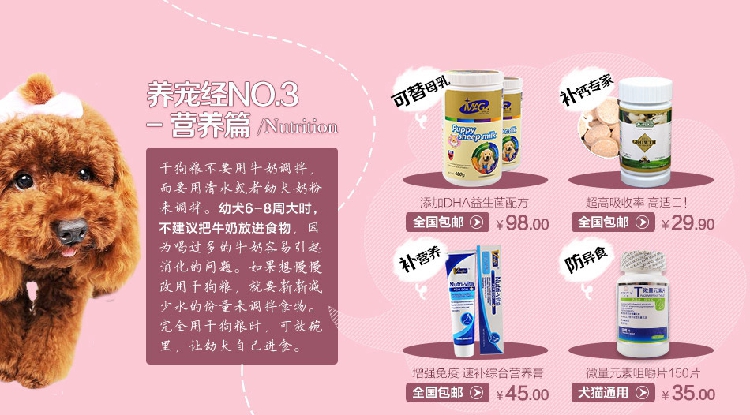 养宠经NO.3
- 营养篇 /Nutrition
干狗粮不要用牛奶调拌,
而要用清水或者幼犬奶粉
来调拌。幼犬6-8周大时,
不建议把牛奶放进食物,因
为喝过多的牛奶容易引起
消化的问题。如果想慢慢
改用干狗粮,就要渐渐减
少水的份量来调拌食物。
完全用干狗粮时,可放碗
里,让幼犬自己进食。
可替母乳
Puppy
sheep milk
添加DHA益生菌配方
全国包邮 ¥98.00
补钙专家
超高吸收率 高适口!
全国包邮 ¥29.90
补营养
增强免疫 速补综合营养膏
全国包邮 ¥45.00
防异食
微量元素咀嚼片150片
犬猫通用 ¥35.00